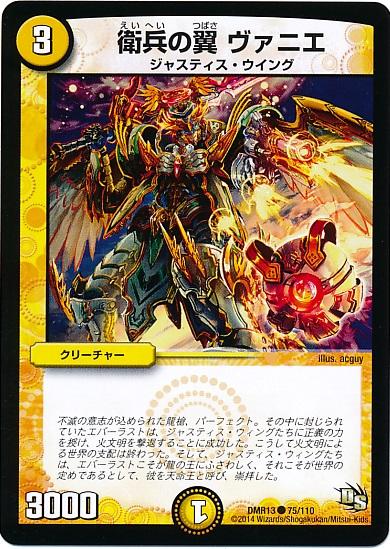 3
えいへい つばさ
衛兵の翼 ヴァニエ
ジャスティス・ウイング
illus. acguy
クリーチャー
不滅の意志が込められた龍槍、パーフェクト。その中に封じられ
ていたエバーラストは、ジャスティス・ウィングたちに正義の力
を授け、火文明を撃退することに成功した。こうして火文明に
よる世界の支配は終わった。そして、ジャスティス・ウィングたち
は、エバーラストこそが龍の王にふさわしく、それこそが世界の
定めであるとして、彼を天命王と呼び、崇拝した。
3000
1
DMR13 ● 75/110
©2014 Wizards/Shogakukan/Mitsui-Kids
DS